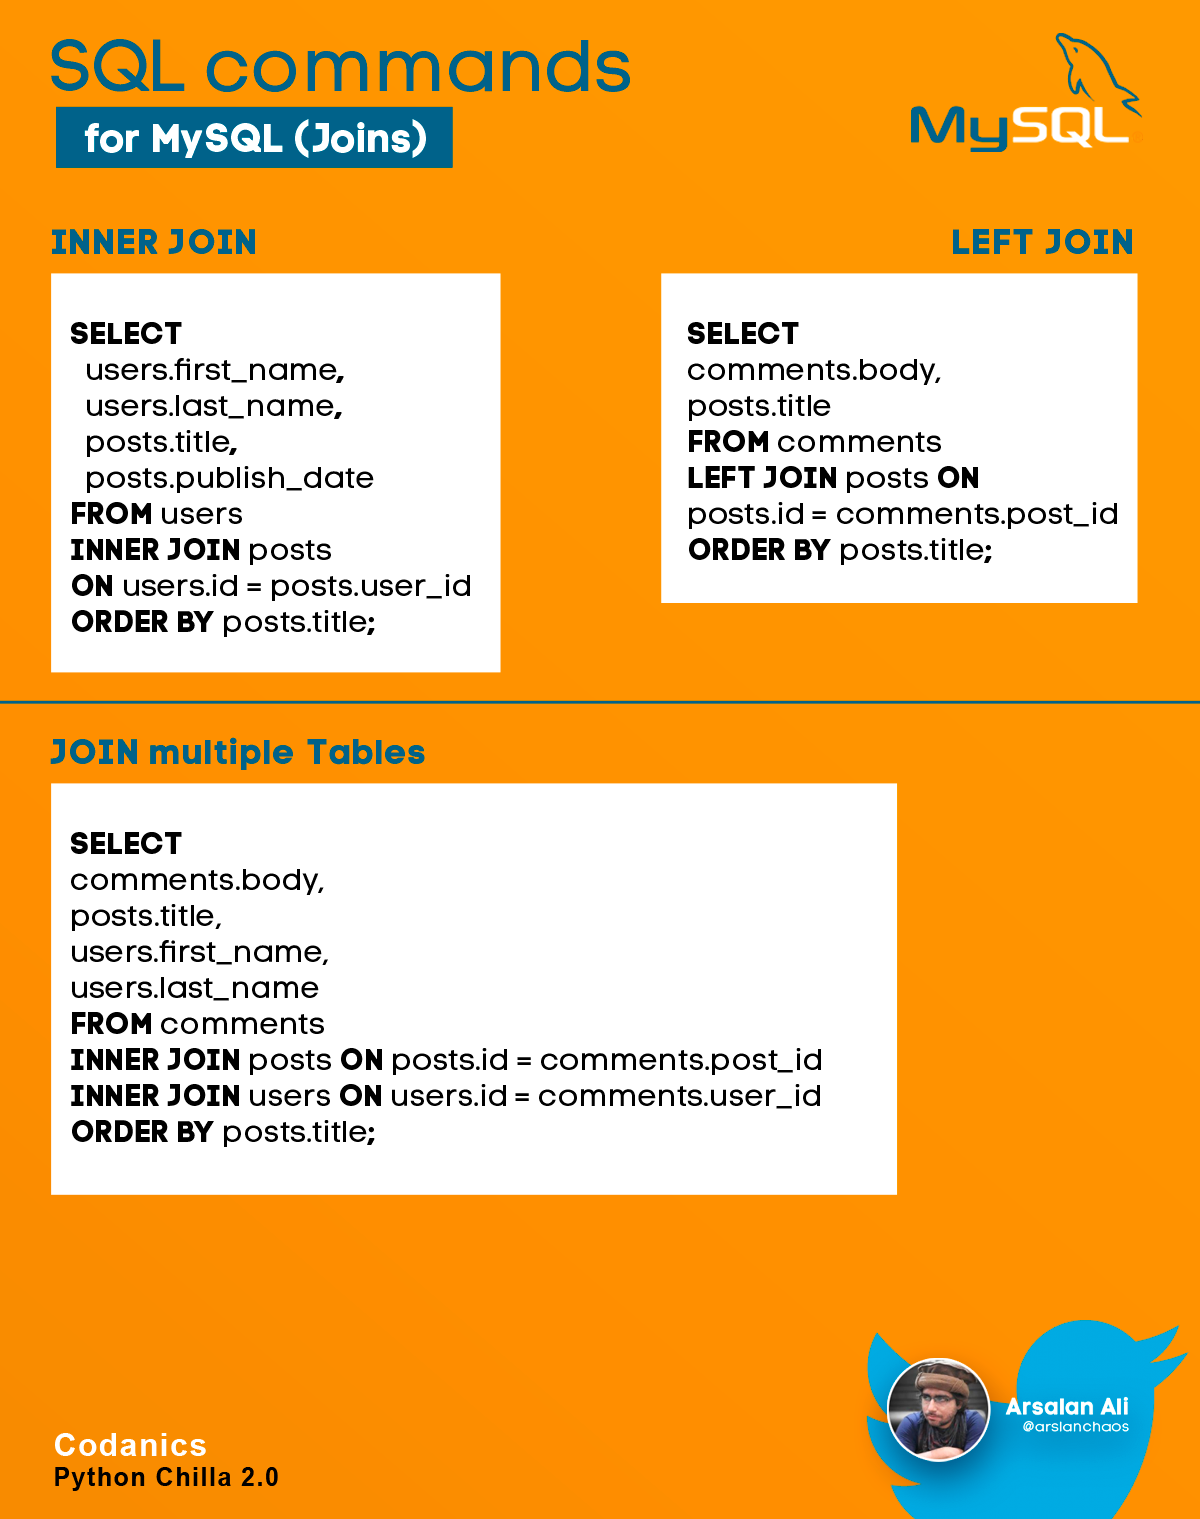 SQL commands
for MySQL (Joins)
MySQL
INNER JOIN
SELECT
users.first_name,
users.last_name,
posts.title,
posts.publish_date
FROM users
INNER JOIN posts
ON users.id = posts.user_id
ORDER BY posts.title;
LEFT JOIN
SELECT
comments.body,
posts.title
FROM comments
LEFT JOIN posts ON
posts.id = comments.post_id
ORDER BY posts.title;
JOIN multiple Tables
SELECT
comments.body,
posts.title,
users.first_name,
users.last_name
FROM comments
INNER JOIN posts ON posts.id = comments.post_id
INNER JOIN users ON users.id = comments.user_id
ORDER BY posts.title;
Arsalan Ali
@arslanchaos
Codanics
Python Chilla 2.0